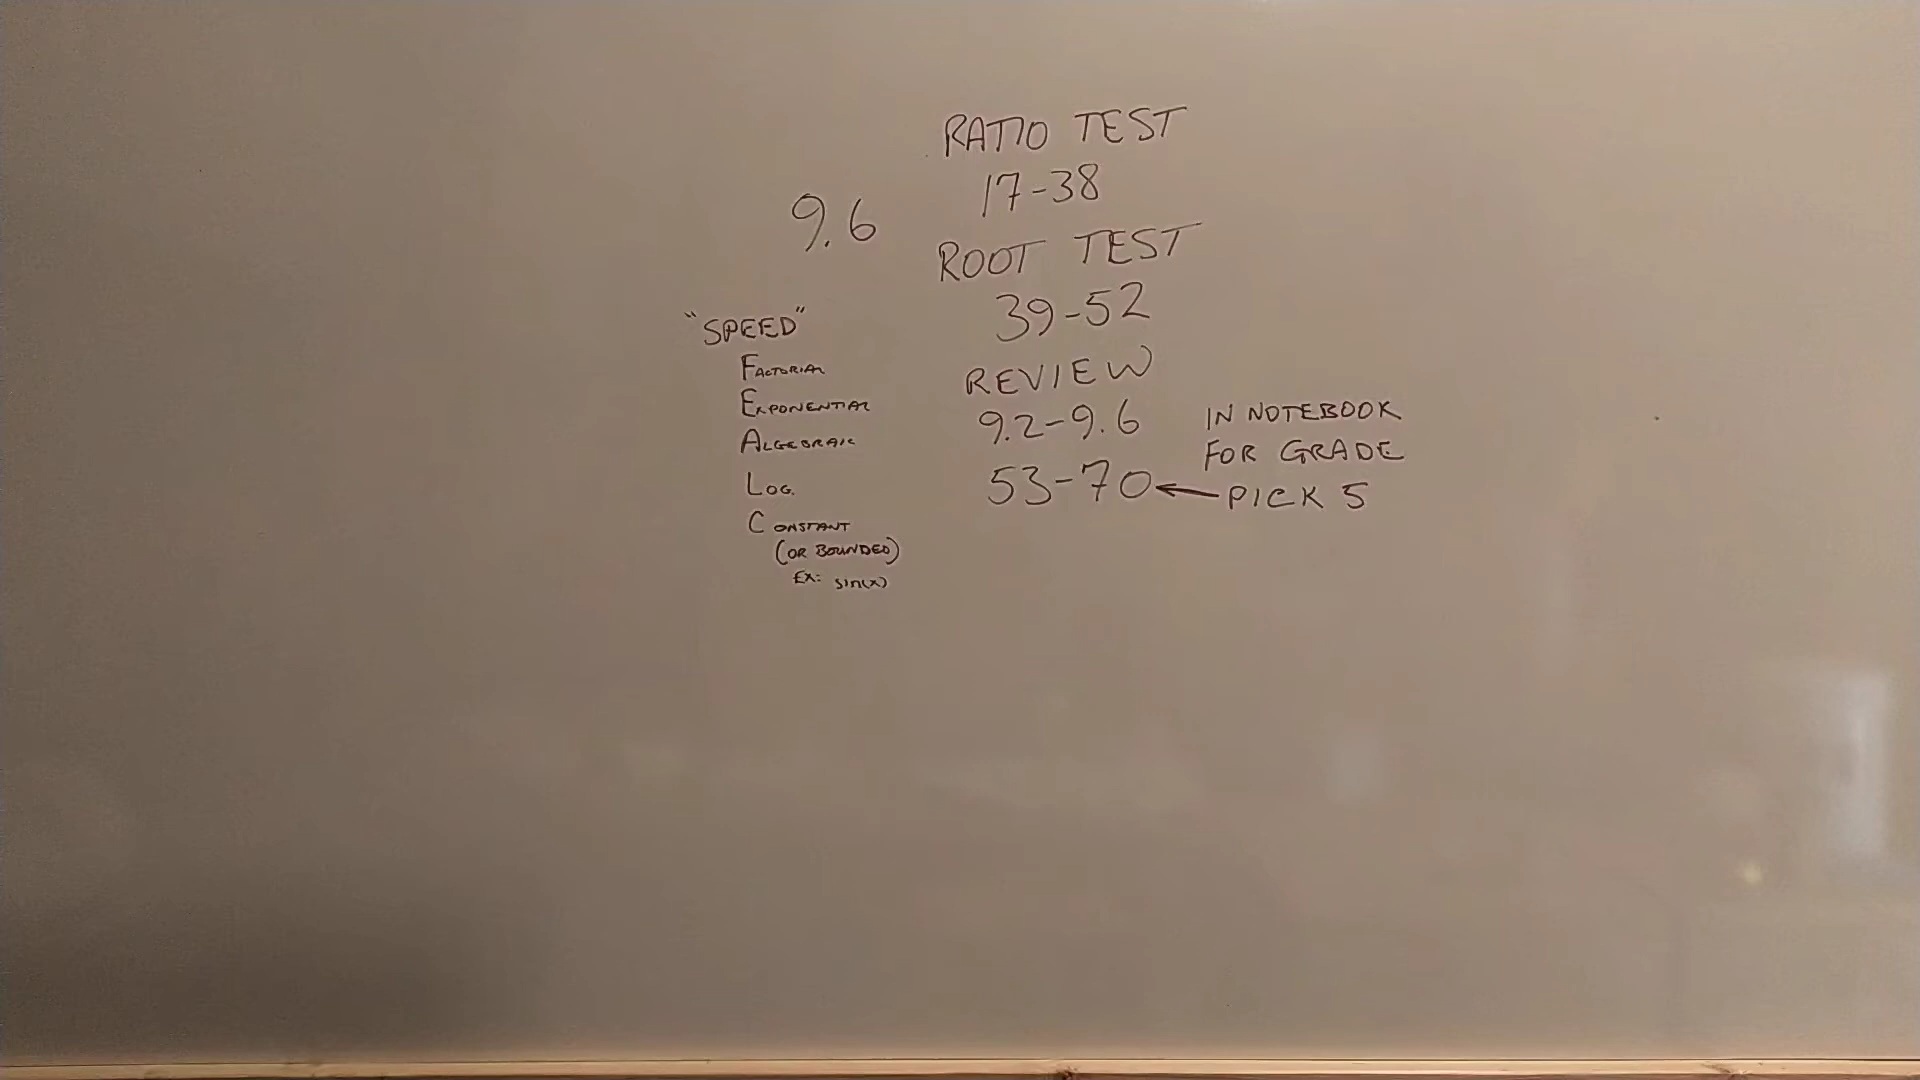 9.6
RATIO TEST
17-38
ROOT TEST
39-52
REVIEW
9.2-9.6
53-70
IN NOTEBOOK
FOR GRADE
PICK 5
"SPEED"
FACTORIAL
EXPONENTIAL
ALGEBRAIC
LOG.
CONSTANT
(OR BOUNDED)
EX: sin(x)